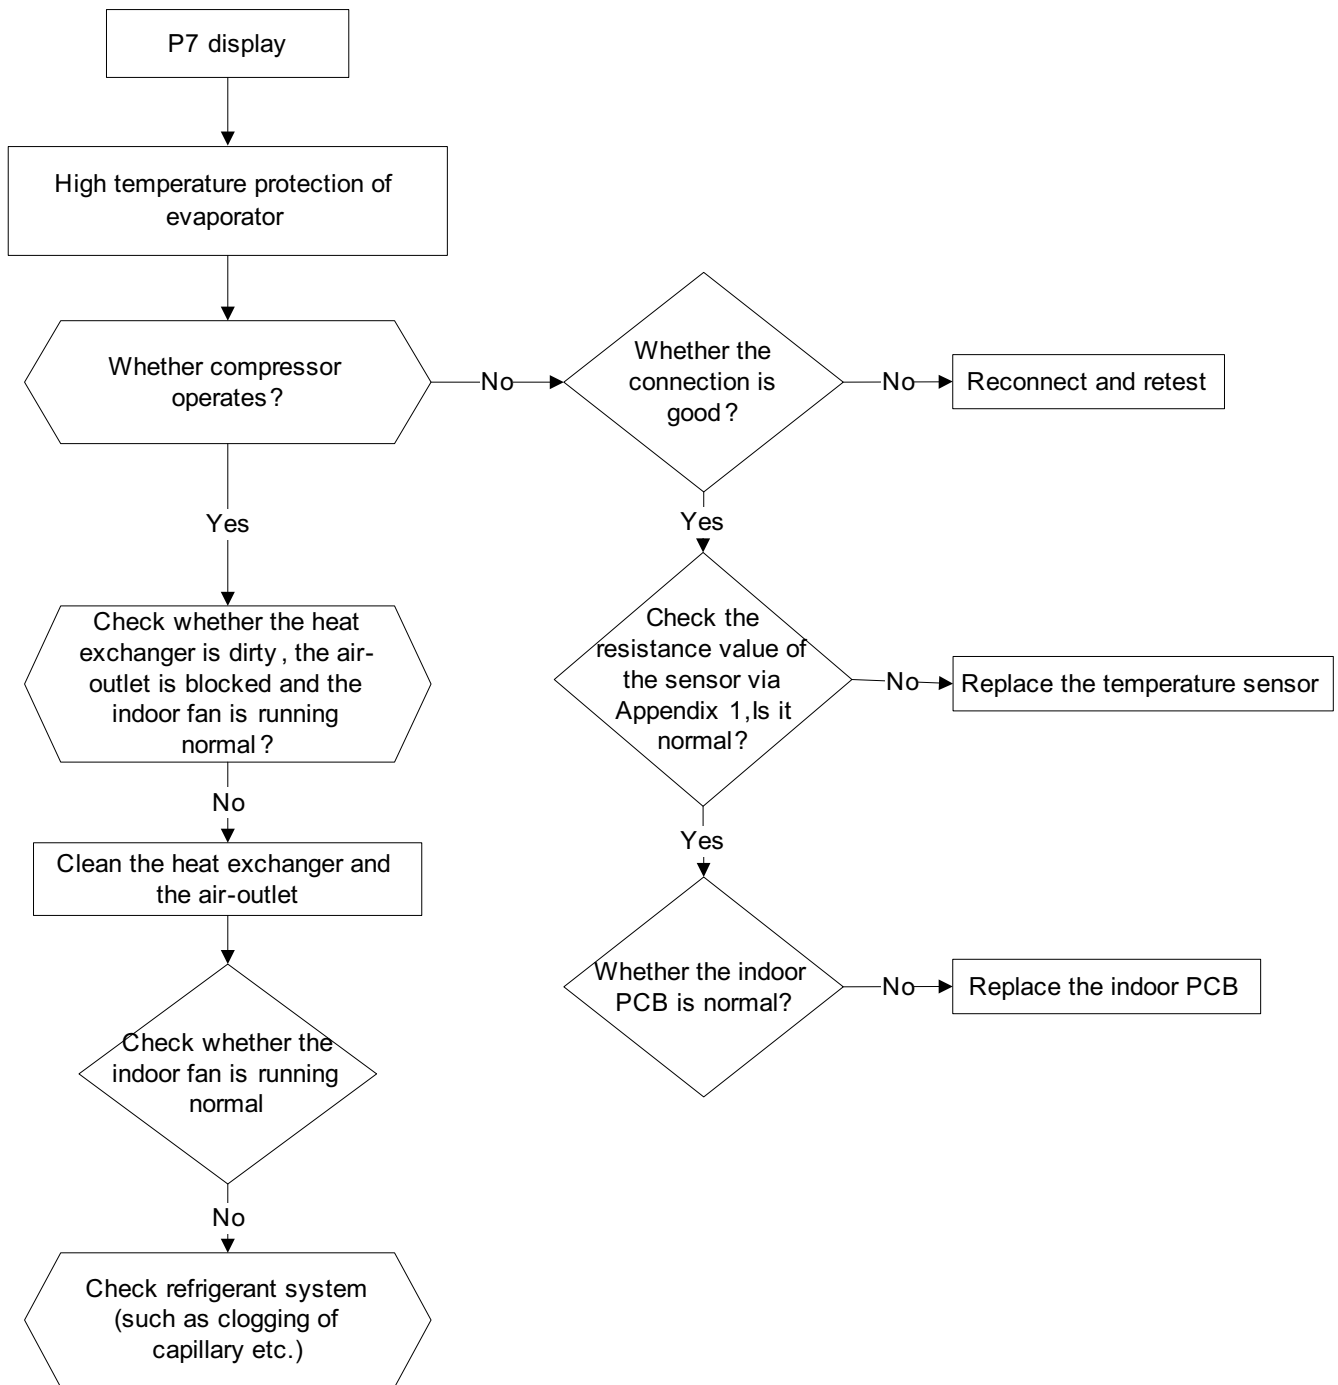 P7 display
High temperature protection of
evaporator
Whether compressor
operates?
No
Whether the
connection is
good?
No
Reconnect and retest
Yes
Yes
Check whether the heat
exchanger is dirty, the air-
outlet is blocked and the
indoor fan is running
normal?
Check the
resistance value of
the sensor via
Appendix 1,Is it
normal?
No
Replace the temperature sensor
No
Yes
Clean the heat exchanger and
the air-outlet
Whether the indoor
PCB is normal?
No
Replace the indoor PCB
Check whether the
indoor fan is running
normal
No
Check refrigerant system
(such as clogging of
capillary etc.)